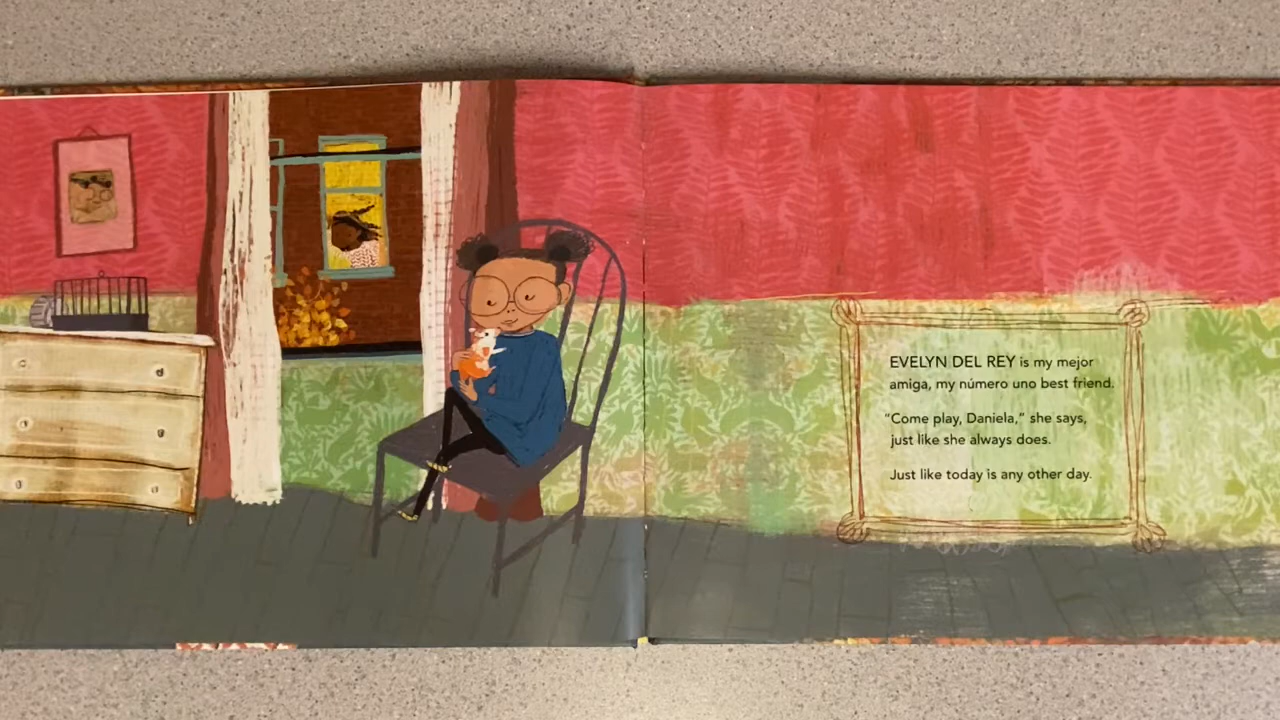 EVELYN DEL REY is my mejor
amiga, my número uno best friend.
“Come play, Daniela,” she says,
just like she always does.
Just like today is any other day.